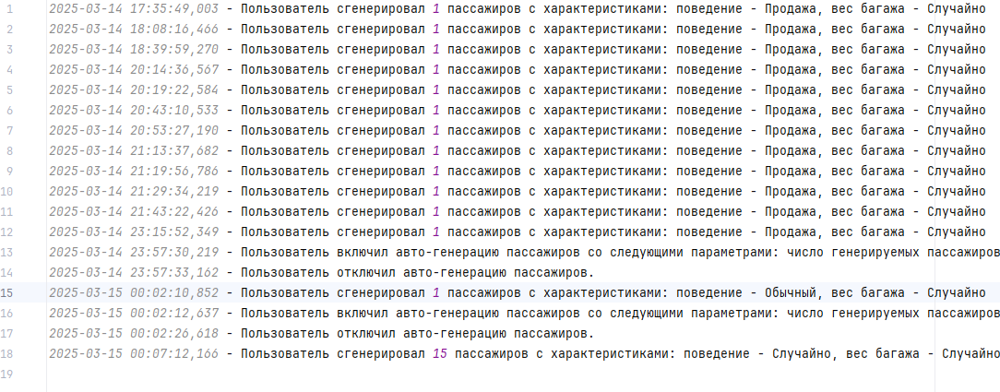 1 2025-03-14 17:35:49,003 - Пользователь сгенерировал 1 пассажиров с характеристиками: поведение - Продажа, вес багажа - Случайно
2 2025-03-14 18:08:16,466 - Пользователь сгенерировал 1 пассажиров с характеристиками: поведение - Продажа, вес багажа - Случайно
3 2025-03-14 18:39:59,270 - Пользователь сгенерировал 1 пассажиров с характеристиками: поведение - Продажа, вес багажа - Случайно
4 2025-03-14 20:14:36,567 - Пользователь сгенерировал 1 пассажиров с характеристиками: поведение - Продажа, вес багажа - Случайно
5 2025-03-14 20:19:22,584 - Пользователь сгенерировал 1 пассажиров с характеристиками: поведение - Продажа, вес багажа - Случайно
6 2025-03-14 20:43:10,533 - Пользователь сгенерировал 1 пассажиров с характеристиками: поведение - Продажа, вес багажа - Случайно
7 2025-03-14 20:53:27,190 - Пользователь сгенерировал 1 пассажиров с характеристиками: поведение - Продажа, вес багажа - Случайно
8 2025-03-14 21:13:37,682 - Пользователь сгенерировал 1 пассажиров с характеристиками: поведение - Продажа, вес багажа - Случайно
9 2025-03-14 21:19:56,786 - Пользователь сгенерировал 1 пассажиров с характеристиками: поведение - Продажа, вес багажа - Случайно
10 2025-03-14 21:29:34,219 - Пользователь сгенерировал 1 пассажиров с характеристиками: поведение - Продажа, вес багажа - Случайно
11 2025-03-14 21:43:22,426 - Пользователь сгенерировал 1 пассажиров с характеристиками: поведение - Продажа, вес багажа - Случайно
12 2025-03-14 23:15:52,349 - Пользователь сгенерировал 1 пассажиров с характеристиками: поведение - Продажа, вес багажа - Случайно
13 2025-03-14 23:57:30,219 - Пользователь включил авто-генерацию пассажиров со следующими параметрами: число генерируемых пассажиров
14 2025-03-14 23:57:33,162 - Пользователь отключил авто-генерацию пассажиров.
15 2025-03-15 00:02:10,852 - Пользователь сгенерировал 1 пассажиров с характеристиками: поведение - Обычный, вес багажа - Случайно
16 2025-03-15 00:02:12,637 - Пользователь включил авто-генерацию пассажиров со следующими параметрами: число генерируемых пассажиров
17 2025-03-15 00:02:26,618 - Пользователь отключил авто-генерацию пассажиров.
18 2025-03-15 00:07:12,166 - Пользователь сгенерировал 15 пассажиров с характеристиками: поведение - Случайно, вес багажа - Случайно
19